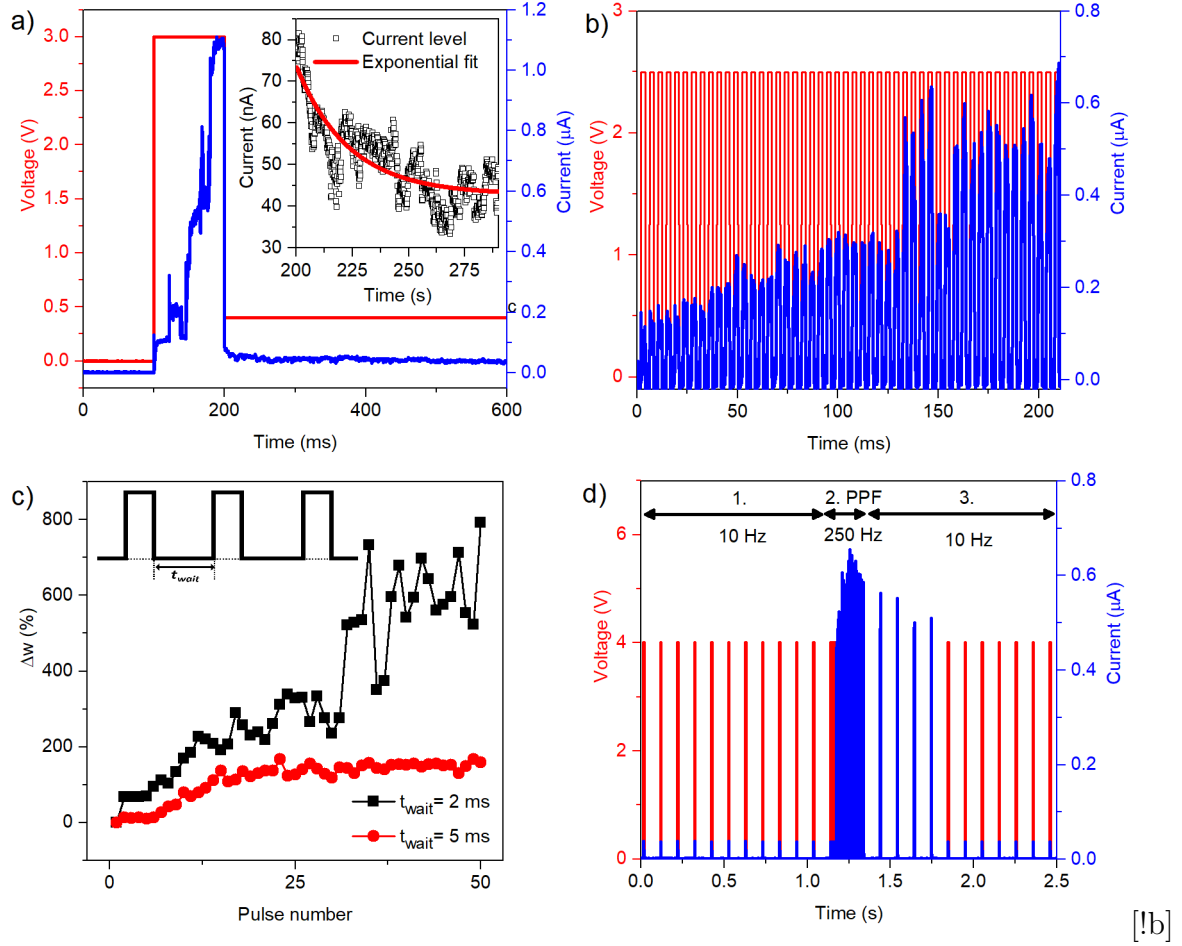 a)
3.0
2.5
2.0
1.5
1.0
0.5
0.0
Voltage (V)
0
200
400
600
Time (ms)
1.2
1.0
0.8
0.6
0.4
0.2
0.0
Current (µA)
80
70
60
50
40
30
Current (nA)
200
225
250
275
Time (s)
Current level
Exponential fit
c
b)
3
2
1
0
Voltage (V)
0
50
100
150
200
Time (ms)
0.8
0.6
0.4
0.2
0.0
Current (µA)
c)
800
600
400
200
0
Δw (%)
0
25
50
Pulse number
t_wait
t_wait= 2 ms
t_wait= 5 ms
d)
1.
2. PPF
3.
10 Hz
250 Hz
10 Hz
6
4
2
0
Voltage (V)
0.0
0.5
1.0
1.5
2.0
2.5
Time (s)
0.8
0.6
0.4
0.2
0.0
Current (µA)
[!b]